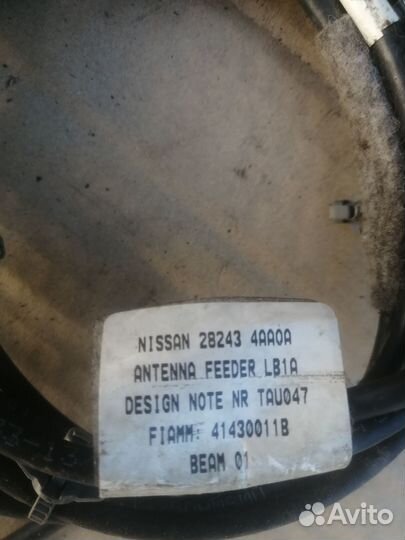 NISSAN 28243 4AA0A
ANTENNA FEEDER LB1A
DESIGN NOTE NR TAU047
FIAMM: 41430011B
BEAM 01
Avito